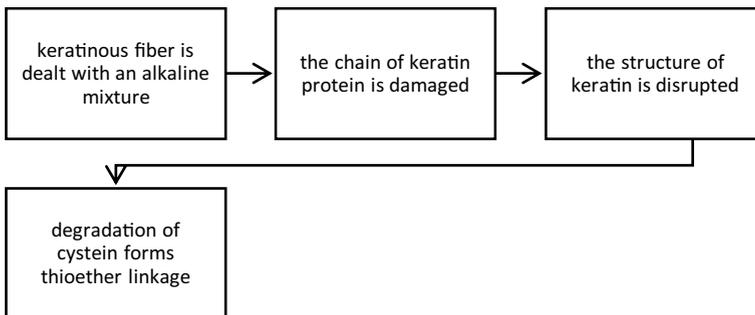 keratinous fiber is
dealt with an alkaline
mixture
the chain of keratin
protein is damaged
the structure of
keratin is disrupted
degradation of
cystein forms
thioether linkage